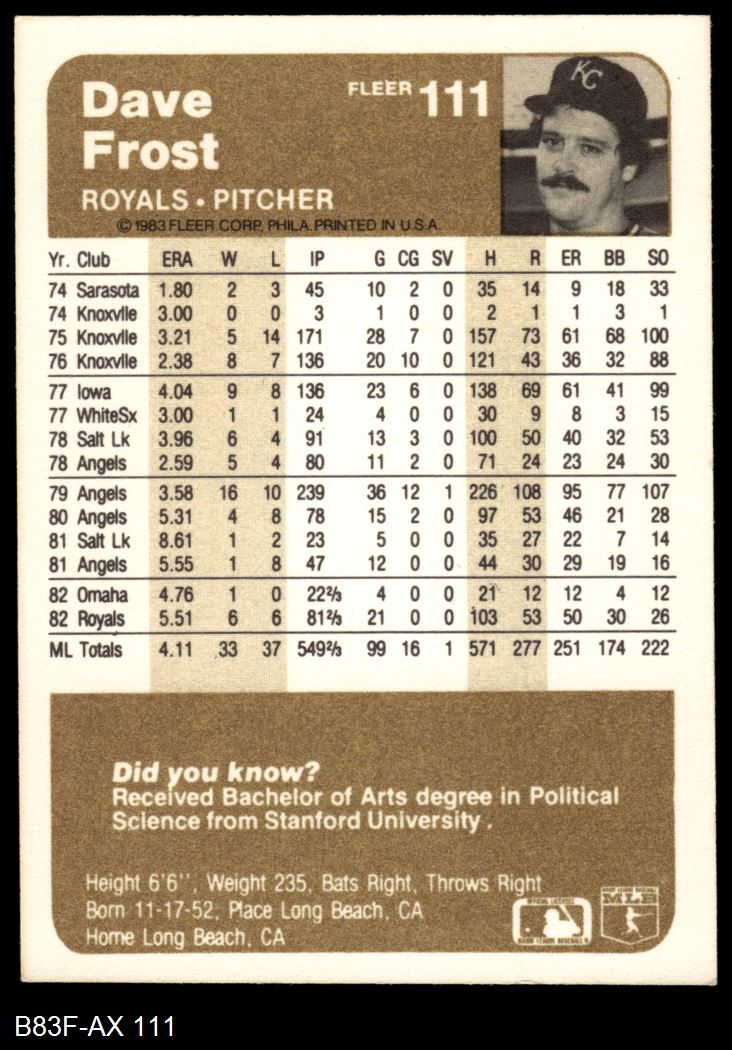 Dave
Frost
FLEER 111
KC
ROYALS • PITCHER
© 1983 FLEER CORP, PHILA. PRINTED IN U.S.A.
Yr. Club ERA W L IP G CG SV H R ER BB SO
74 Sarasota 1.80 2 3 45 10 2 0 35 14 9 18 33
74 Knoxvlle 3.00 0 0 3 1 0 0 2 1 1 3 1
75 Knoxvlle 3.21 5 14 171 28 7 0 157 73 61 68 100
76 Knoxvlle 2.38 8 7 136 20 10 0 121 43 36 32 88
77 Iowa 4.04 9 8 136 23 6 0 138 69 61 41 99
77 WhiteSx 3.00 1 1 24 4 0 0 30 9 8 3 15
78 Salt Lk 3.96 6 4 91 13 3 0 100 50 40 32 53
78 Angels 2.59 5 4 80 11 2 0 71 24 23 24 30
79 Angels 3.58 16 10 239 36 12 1 226 108 95 77 107
80 Angels 5.31 4 8 78 15 2 0 97 53 46 21 28
81 Salt Lk 8.61 1 2 23 5 0 0 35 27 22 7 14
81 Angels 5.55 1 8 47 12 0 0 44 30 29 19 16
82 Omaha 4.76 1 0 22⅔ 4 0 0 21 12 12 4 12
82 Royals 5.51 6 6 81⅔ 21 0 0 103 53 50 30 26
ML Totals 4.11 33 37 549⅔ 99 16 1 571 277 251 174 222
Did you know?
Received Bachelor of Arts degree in Political
Science from Stanford University.
Height 6'6'', Weight 235, Bats Right, Throws Right
Born 11-17-52, Place Long Beach, CA
Home Long Beach, CA
OFFICIAL LICENSEE
MAJOR LEAGUE BASEBALL
MAJOR LEAGUE BASEBALL
MLB
B83F-AX 111